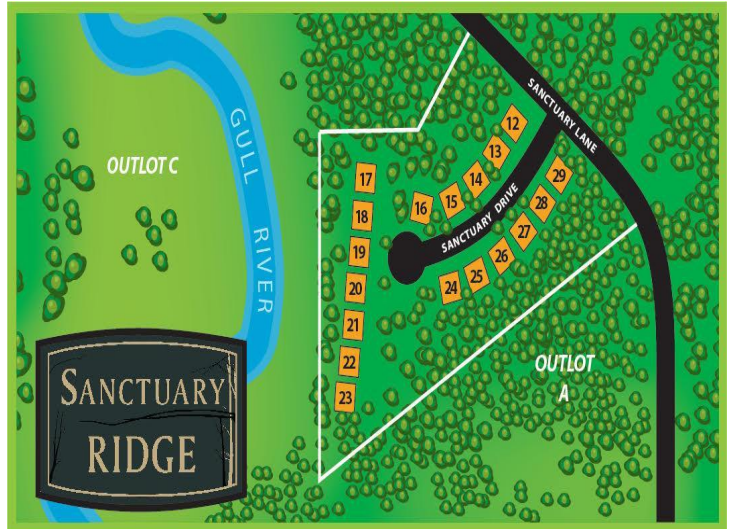 SANCTUARY LANE
GULL RIVER
OUTLOT C
12
13
14
15
16
17
18
19
20
21
22
23
SANCTUARY DRIVE
29
28
27
26
25
24
OUTLOT
A
SANCTUARY
RIDGE